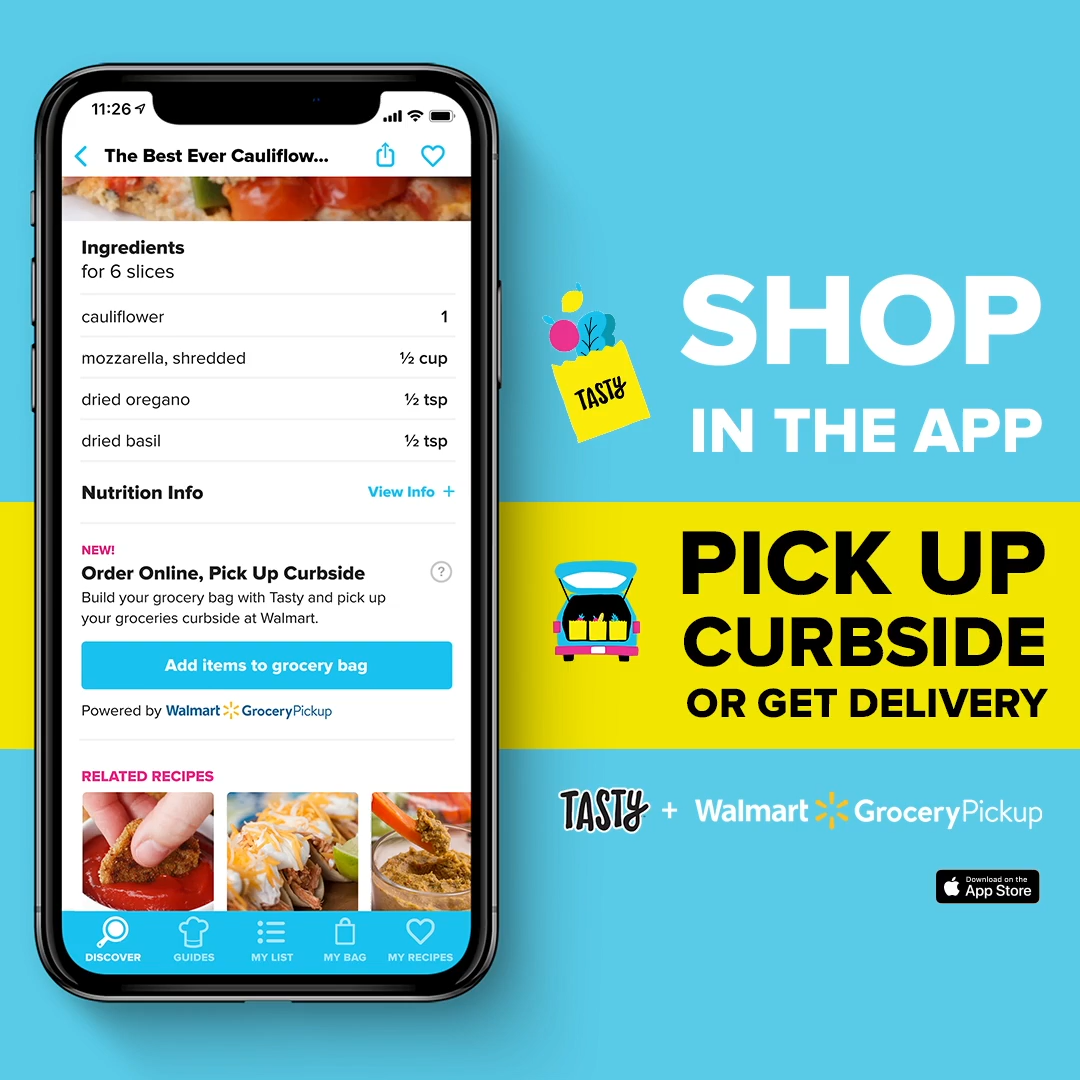 11:26
The Best Ever Cauliflow...
Ingredients
for 6 slices
cauliflower 1
mozzarella, shredded ½ cup
dried oregano ½ tsp
dried basil ½ tsp
Nutrition Info View Info +
NEW!
Order Online, Pick Up Curbside ?
Build your grocery bag with Tasty and pick up
your groceries curbside at Walmart.
Add items to grocery bag
Powered by Walmart GroceryPickup
RELATED RECIPES
DISCOVER GUIDES MY LIST MY BAG MY RECIPES
TASTY
SHOP
IN THE APP
PICK UP
CURBSIDE
OR GET DELIVERY
TASTY + Walmart GroceryPickup
Download on the
App Store